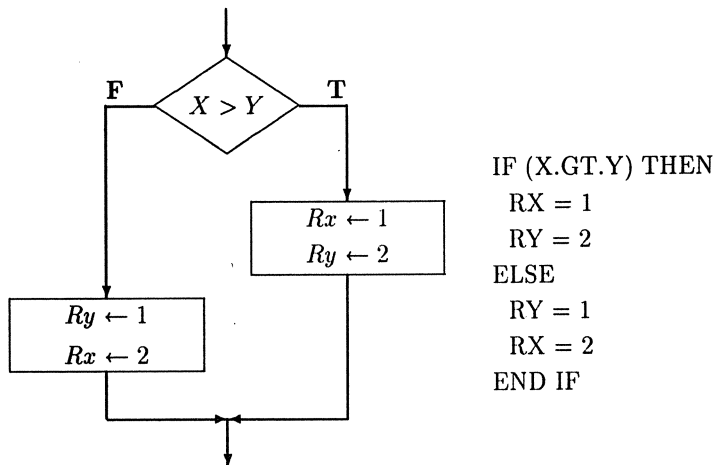 F
T
X > Y
Rx ← 1
Ry ← 2
Ry ← 1
Rx ← 2
IF (X.GT.Y) THEN
RX = 1
RY = 2
ELSE
RY = 1
RX = 2
END IF